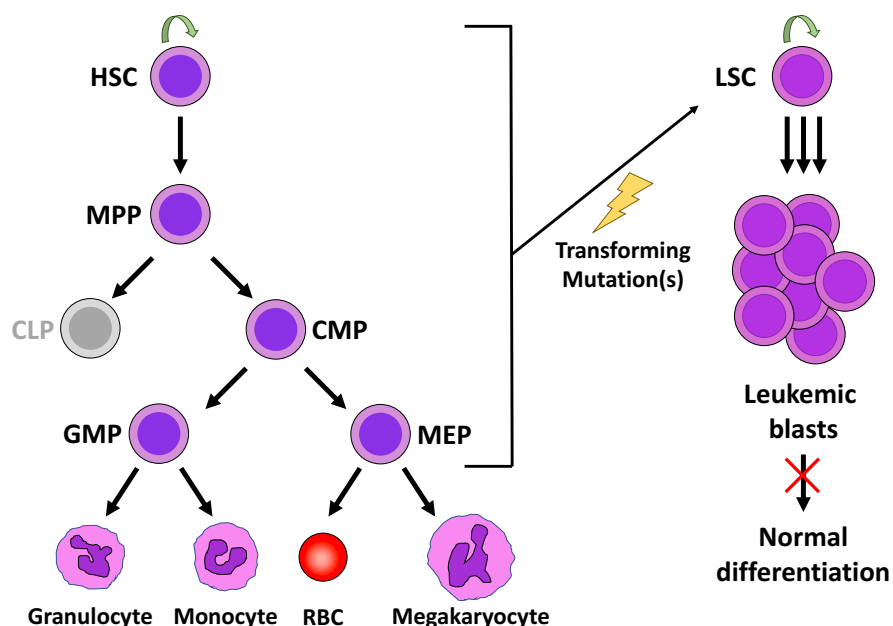 HSC
LSC
MPP
Transforming
Mutation(s)
CLP
CMP
Leukemic
blasts
GMP
MEP
Normal
differentiation
Granulocyte
Monocyte
RBC
Megakaryocyte